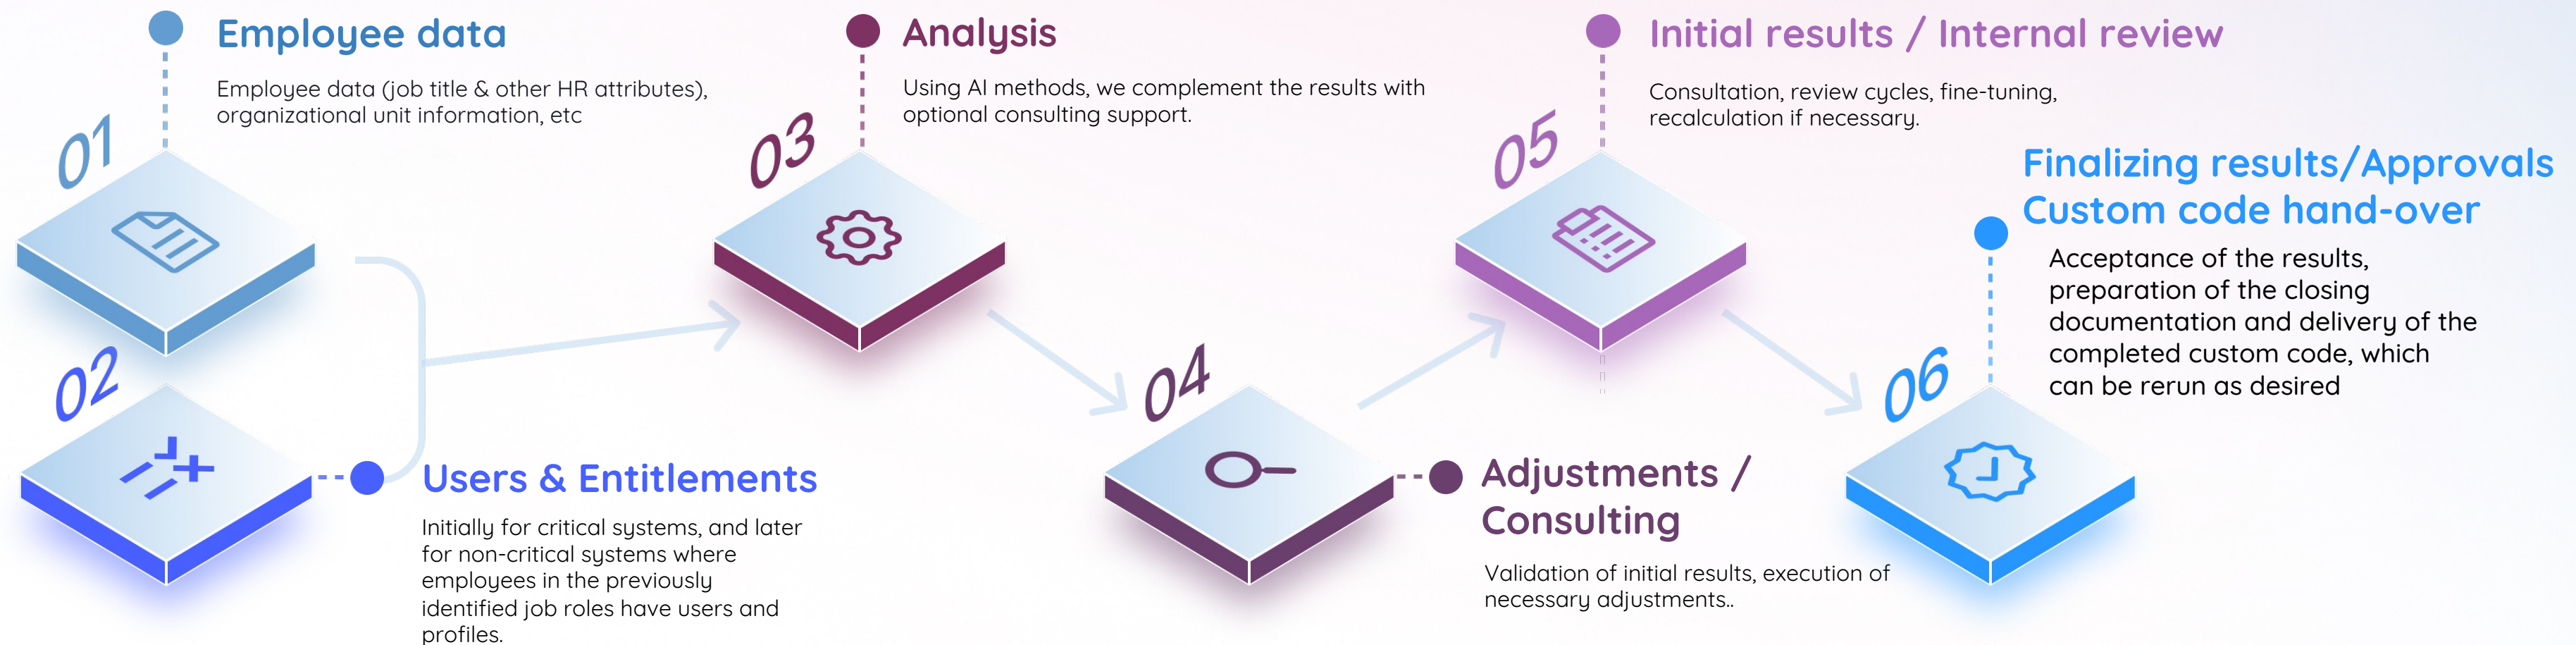 01
Employee data
Employee data (job title & other HR attributes),
organizational unit information, etc
02
Users & Entitlements
Initially for critical systems, and later
for non-critical systems where
employees in the previously
identified job roles have users and
profiles.
03
Analysis
Using AI methods, we complement the results with
optional consulting support.
04
Adjustments /
Consulting
Validation of initial results, execution of
necessary adjustments..
05
Initial results / Internal review
Consultation, review cycles, fine-tuning,
recalculation if necessary.
06
Finalizing results/Approvals
Custom code hand-over
Acceptance of the results,
preparation of the closing
documentation and delivery of the
completed custom code, which
can be rerun as desired